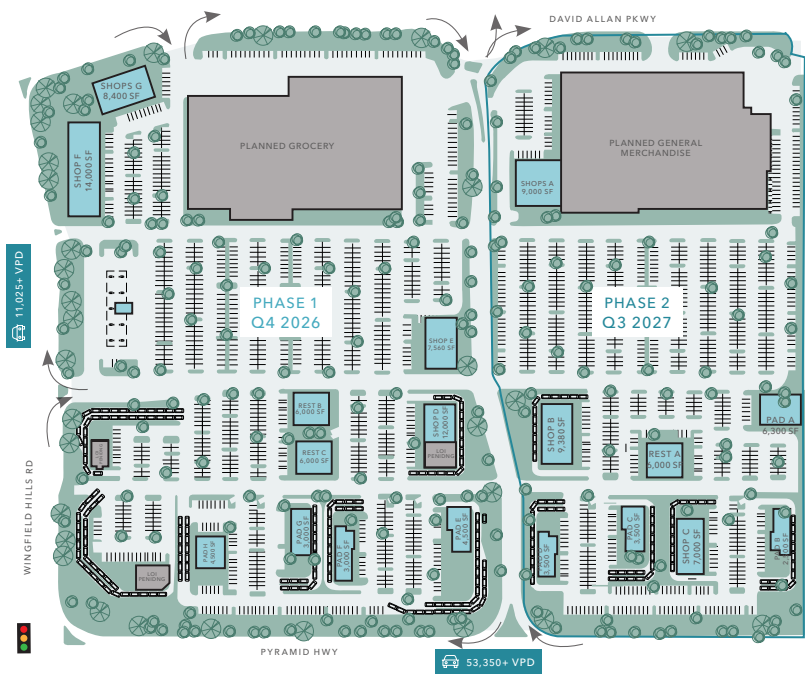 DAVID ALLAN PKWY
SHOPS G
8,400 SF
SHOP F
14,000 SF
PLANNED GROCERY
PLANNED GENERAL
MERCHANDISE
SHOPS A
9,000 SF
11,025+ VPD
PHASE 1
Q4 2026
PHASE 2
Q3 2027
SHOP E
7,560 SF
REST B
6,000 SF
SHOP D
12,000 SF
SHOP B
9,380 SF
PAD A
6,300 SF
REST C
6,000 SF
LOI
PENDING
REST A
6,000 SF
WINGFIELD HILLS RD
PAD G
3,000 SF
PAD F
3,000 SF
PAD E
4,500 SF
PAD C
3,500 SF
SHOP C
7,000 SF
PAD B
PAD H
4,500 SF
PAD
3,500 SF
LOI
PENDING
PYRAMID HWY
53,350+ VPD